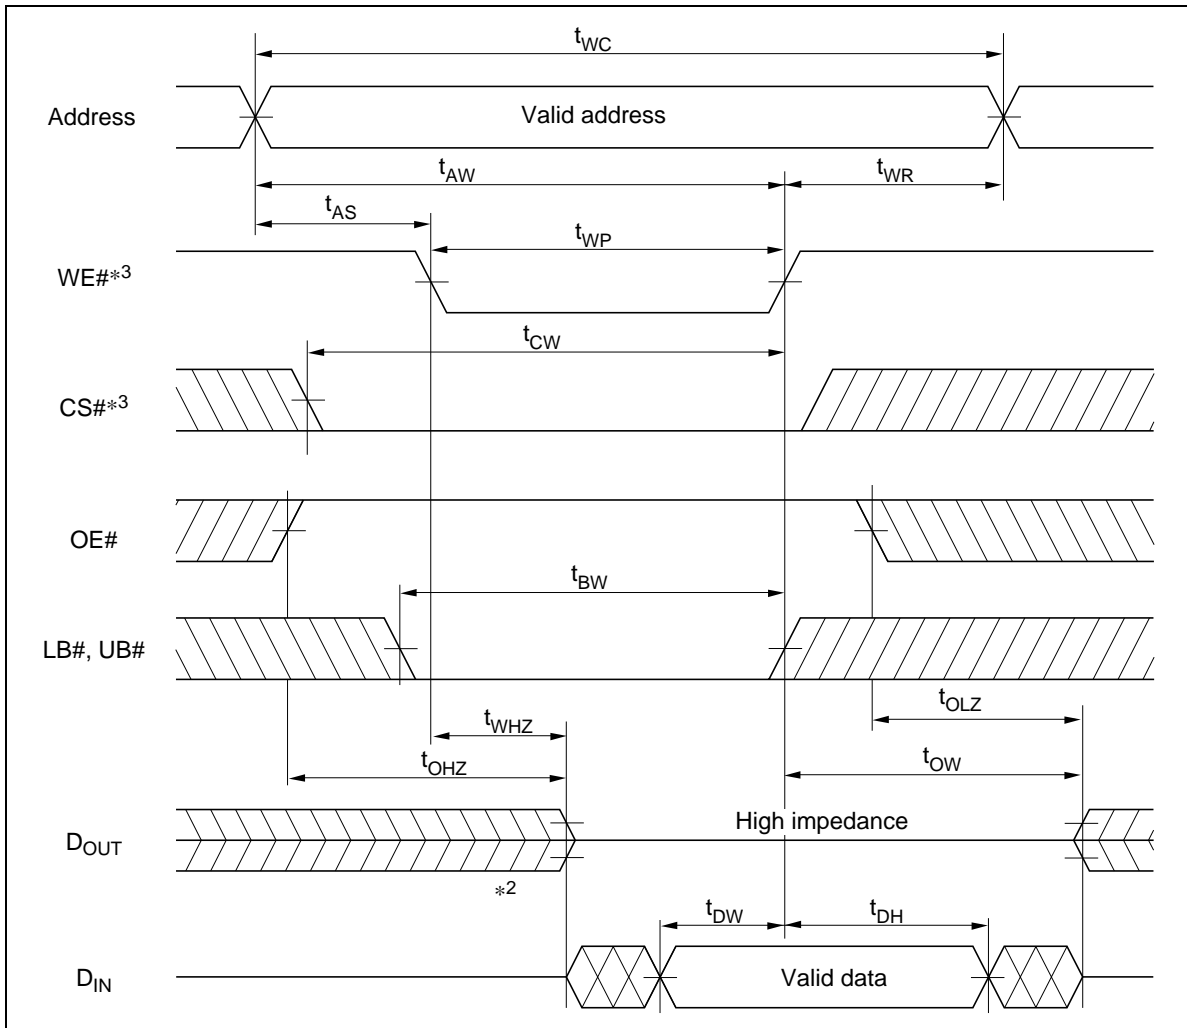 tWC
Address
Valid address
tAW
tWR
tAS
tWP
WE#*3
tCW
CS#*3
OE#
tBW
LB#, UB#
tOLZ
tWHZ
tOHZ
tOW
High impedance
DOUT
*2
tDW
tDH
DIN
Valid data